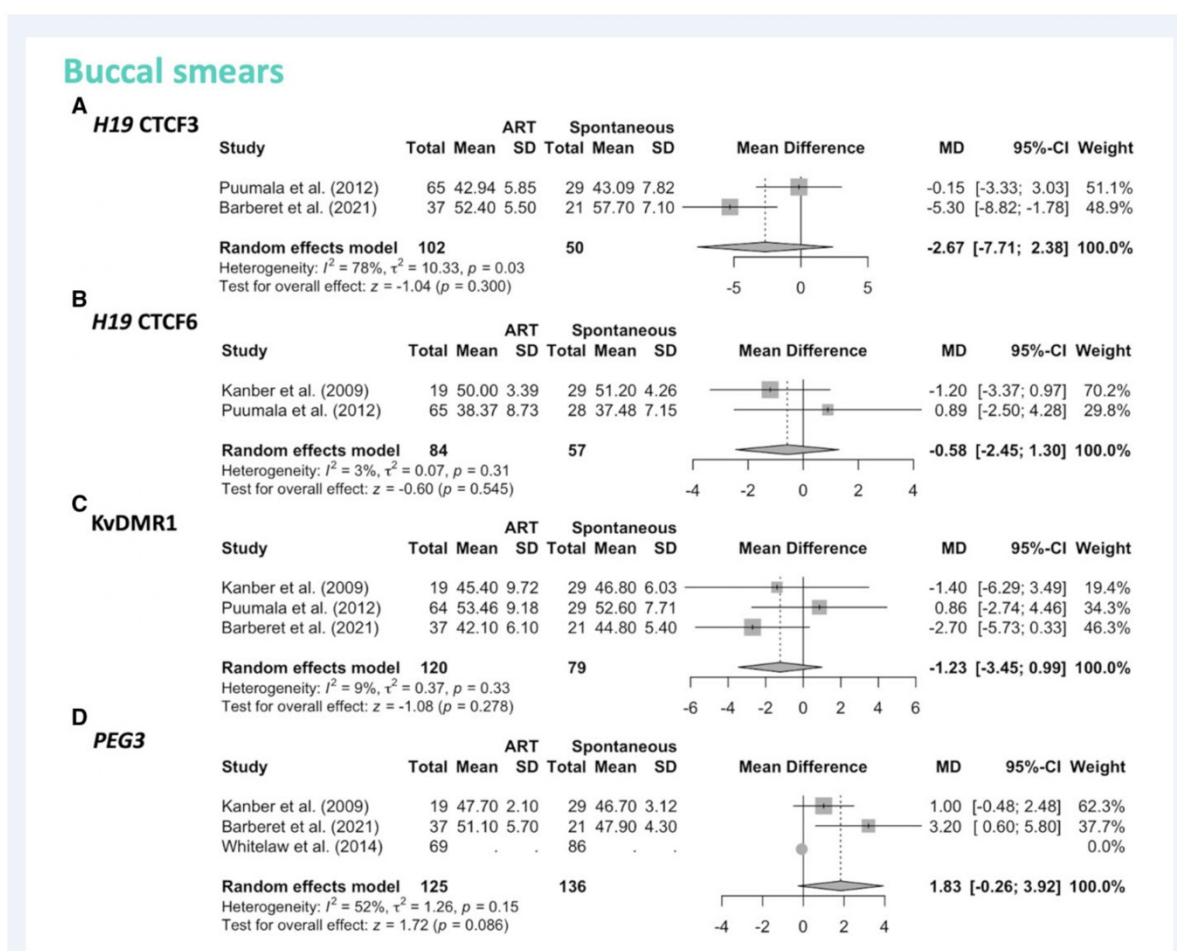 Buccal smears
A
H19 CTCF3
ART Spontaneous
Study Total Mean SD Total Mean SD Mean Difference MD 95%-CI Weight
Puumala et al. (2012) 65 42.94 5.85 29 43.09 7.82 -0.15 [-3.33; 3.03] 51.1%
Barberet et al. (2021) 37 52.40 5.50 21 57.70 7.10 -5.30 [-8.82; -1.78] 48.9%
Random effects model 102 50 -2.67 [-7.71; 2.38] 100.0%
Heterogeneity: I² = 78%, τ² = 10.33, p = 0.03
Test for overall effect: z = -1.04 (p = 0.300)
-5 0 5
B
H19 CTCF6
ART Spontaneous
Study Total Mean SD Total Mean SD Mean Difference MD 95%-CI Weight
Kanber et al. (2009) 19 50.00 3.39 29 51.20 4.26 -1.20 [-3.37; 0.97] 70.2%
Puumala et al. (2012) 65 38.37 8.73 28 37.48 7.15 0.89 [-2.50; 4.28] 29.8%
Random effects model 84 57 -0.58 [-2.45; 1.30] 100.0%
Heterogeneity: I² = 3%, τ² = 0.07, p = 0.31
Test for overall effect: z = -0.60 (p = 0.545)
-4 -2 0 2 4
C
KvDMR1
ART Spontaneous
Study Total Mean SD Total Mean SD Mean Difference MD 95%-CI Weight
Kanber et al. (2009) 19 45.40 9.72 29 46.80 6.03 -1.40 [-6.29; 3.49] 19.4%
Puumala et al. (2012) 64 53.46 9.18 29 52.60 7.71 0.86 [-2.74; 4.46] 34.3%
Barberet et al. (2021) 37 42.10 6.10 21 44.80 5.40 -2.70 [-5.73; 0.33] 46.3%
Random effects model 120 79 -1.23 [-3.45; 0.99] 100.0%
Heterogeneity: I² = 9%, τ² = 0.37, p = 0.33
Test for overall effect: z = -1.08 (p = 0.278)
-6 -4 -2 0 2 4 6
D
PEG3
ART Spontaneous
Study Total Mean SD Total Mean SD Mean Difference MD 95%-CI Weight
Kanber et al. (2009) 19 47.70 2.10 29 46.70 3.12 1.00 [-0.48; 2.48] 62.3%
Barberet et al. (2021) 37 51.10 5.70 21 47.90 4.30 3.20 [ 0.60; 5.80] 37.7%
Whitelaw et al. (2014) 69 . . 86 . . 0.0%
Random effects model 125 136 1.83 [-0.26; 3.92] 100.0%
Heterogeneity: I² = 52%, τ² = 1.26, p = 0.15
Test for overall effect: z = 1.72 (p = 0.086)
-4 -2 0 2 4